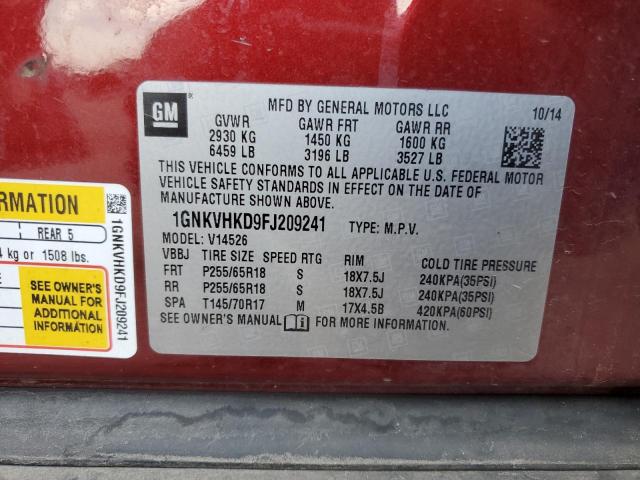 GM
MFD BY GENERAL MOTORS LLC 10/14
GVWR GAWR FRT GAWR RR
2930 KG 1450 KG 1600 KG
6459 LB 3196 LB 3527 LB
THIS VEHICLE CONFORMS TO ALL APPLICABLE U.S. FEDERAL MOTOR
VEHICLE SAFETY STANDARDS IN EFFECT ON THE DATE OF
MANUFACTURE SHOWN ABOVE.
1GNKVHKD9FJ209241 TYPE: M.P.V.
MODEL: V14526
VBBJ TIRE SIZE SPEED RTG RIM COLD TIRE PRESSURE
FRT P255/65R18 S 18X7.5J 240KPA(35PSI)
RR P255/65R18 S 18X7.5J 240KPA(35PSI)
SPA T145/70R17 M 17X4.5B 420KPA(60PSI)
SEE OWNER'S MANUAL FOR MORE INFORMATION.
REAR 5
kg or 1508 lbs.
SEE OWNER'S
MANUAL FOR
ADDITIONAL
INFORMATION
1GNKVHKD9FJ209241